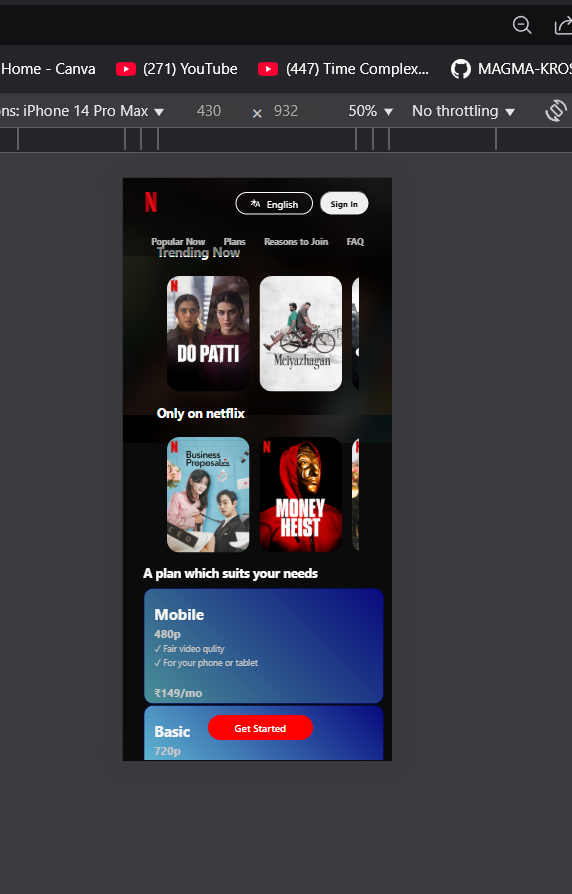 Home - Canva (271) YouTube (447) Time Complex... MAGMA-KROS
ons: iPhone 14 Pro Max ▼ 430 × 932 50% ▼ No throttling ▼
N English Sign In
Popular Now Plans Reasons to Join FAQ
Trending Now
N
DO PATTI
Meiyazhagan
Only on netflix
N
Business
Proposal
CEO
N
MONEY
HEIST
N
A plan which suits your needs
Mobile
480p
✓ Fair video qulity
✓ For your phone or tablet
₹149/mo
Basic
Get Started
720p